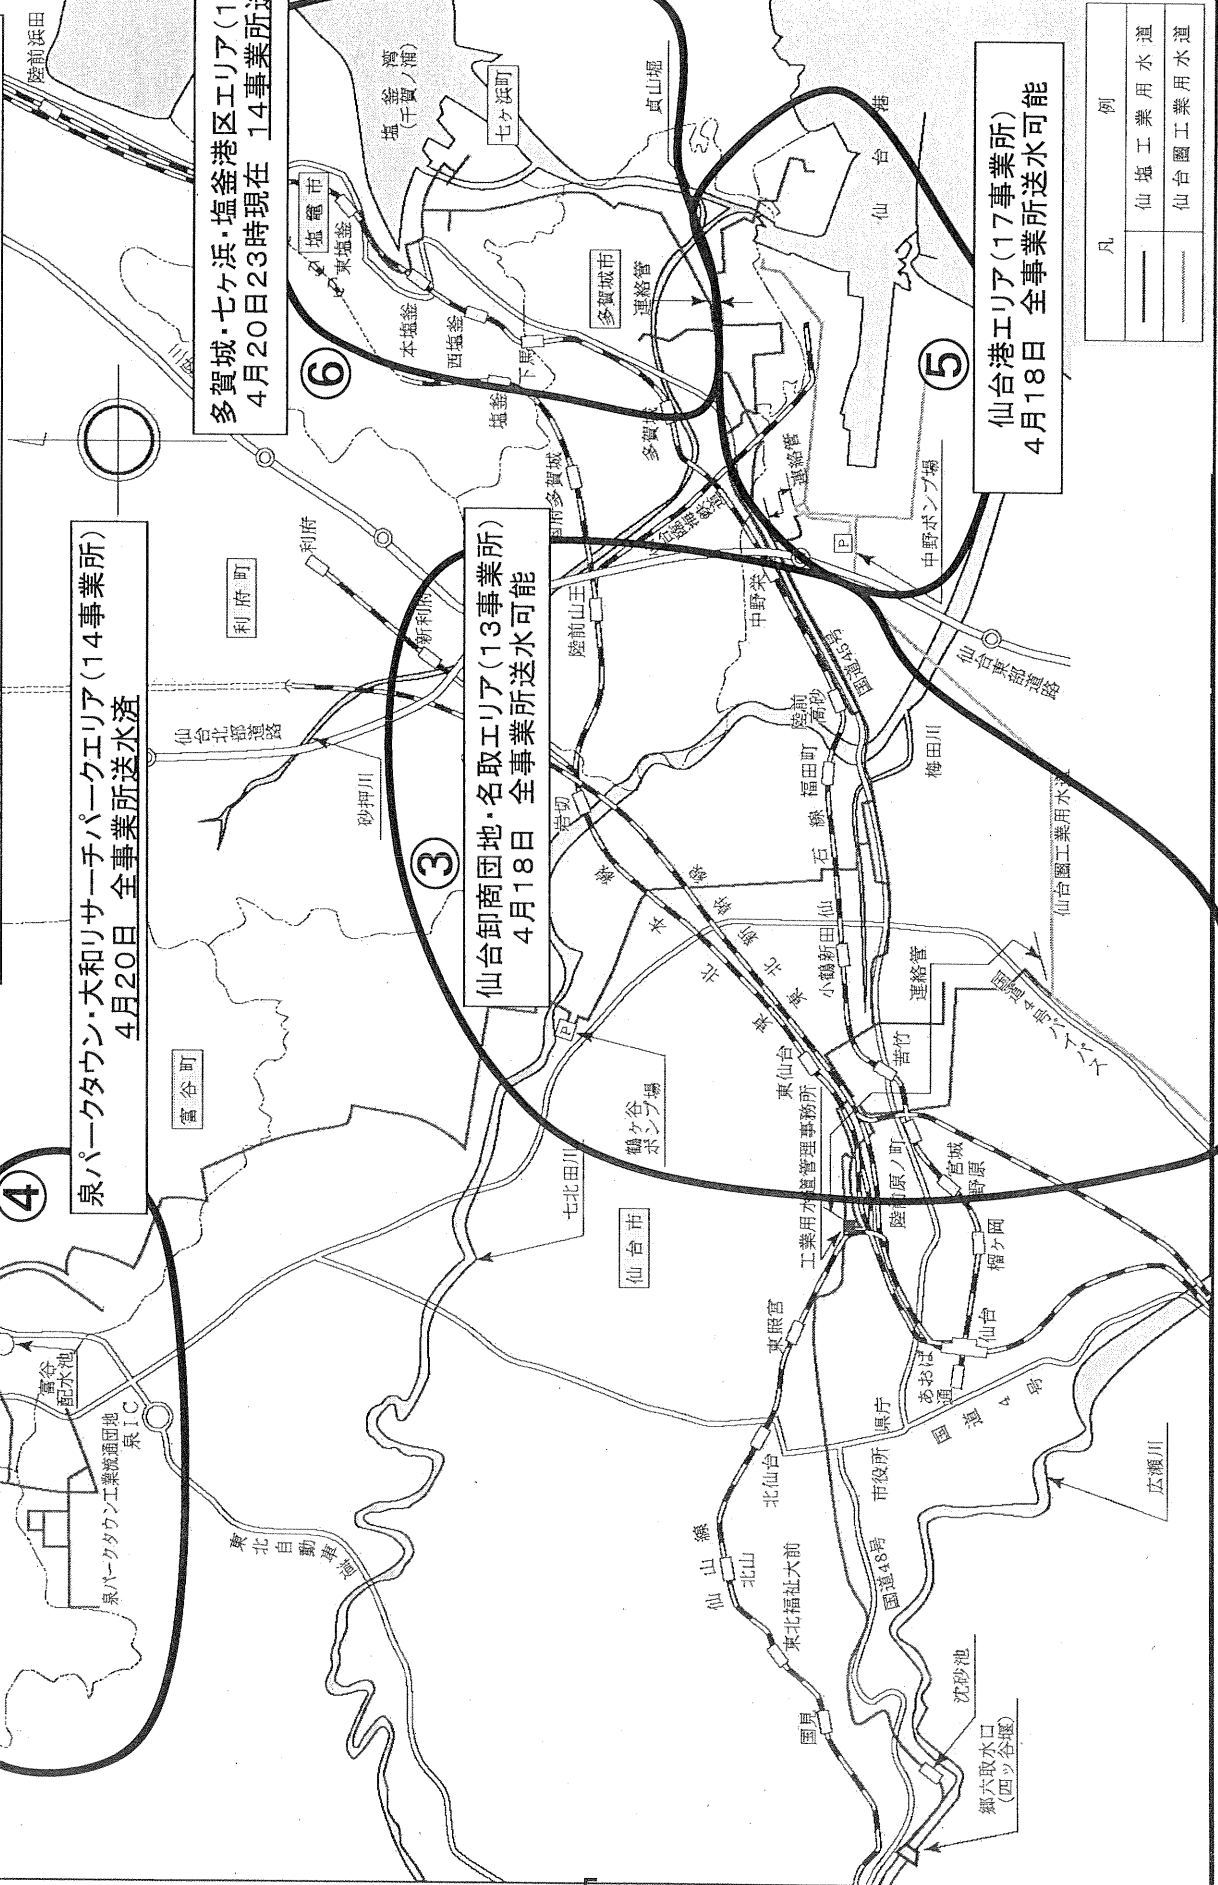 ④
泉パークタウン・大和リサーチパークエリア（14事業所）
4月20日 全事業所送水済
多賀城・七ヶ浜・塩釜港区エリア（1
4月20日23時現在 14事業所送
⑥
③
仙台卸商団地・名取エリア（13事業所）
4月18日 全事業所送水可能
⑤
仙台港エリア（17事業所）
4月18日 全事業所送水可能
凡 例
仙塩工業用水道
仙台圏工業用水道
陸前浜田
塩釜湾
（千賀ノ浦）
七ヶ浜町
貞山堀
仙台港
塩竈市
東塩釜
本塩釜
西塩釜
下馬
塩釜
多賀城市
連絡管
多賀城
国府多賀城
連絡管
中野ポンプ場
P
利府町
利府
新利府
陸前山王
中野栄
国道45号
仙台東部道路
仙台北部道路
砂押川
岩切
陸前高砂
福田町
梅田川
仙石線
小鶴新田
仙台圏工業用水道
東北本線
東北新幹線
連絡管
国道4号バイパス
富谷町
P
鶴ヶ谷
ポンプ場
東仙台
苦竹
工業用水道管理事務所
陸前原ノ町
宮城
野原
榴ヶ岡
七北田川
仙台市
東照宮
仙台
あおば
通
富谷
配水池
泉IC
泉パークタウン工業流通団地
東北自動車道
北仙台
市役所
県庁
国道4号
広瀬川
仙山線
北山
東北福祉大前
国道48号
国見
沈砂池
郷六取水口
（四ッ谷堰）